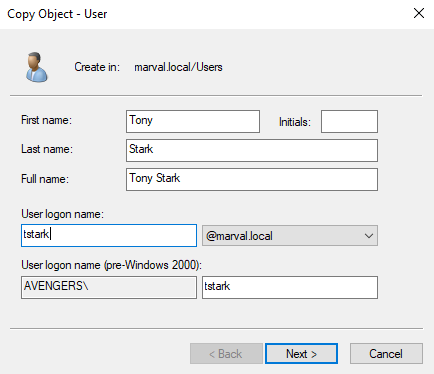 Copy Object - User
Create in: marval.local/Users
First name: Tony Initials:
Last name: Stark
Full name: Tony Stark
User logon name:
tstark @marval.local
User logon name (pre-Windows 2000):
AVENGERS\ tstark
< Back Next > Cancel